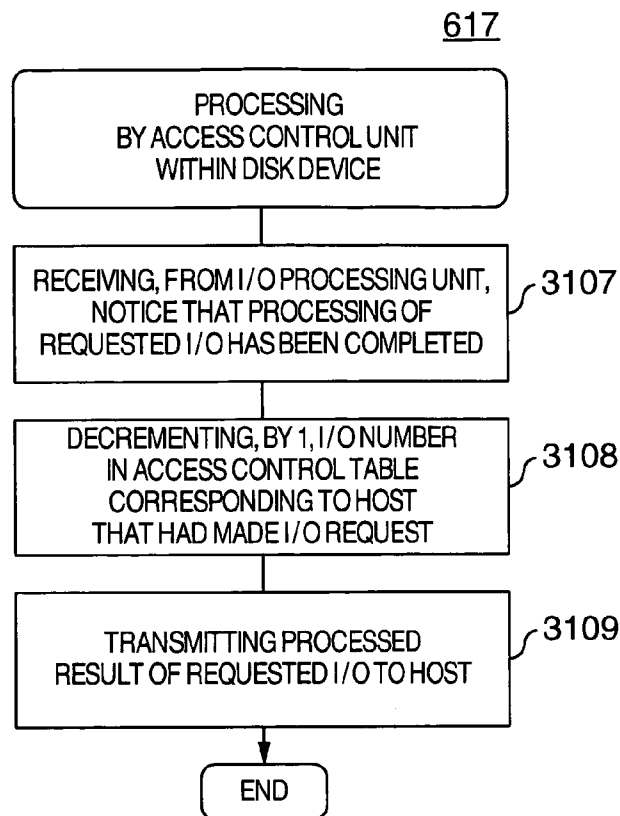 617
PROCESSING
BY ACCESS CONTROL UNIT
WITHIN DISK DEVICE
RECEIVING, FROM I/O PROCESSING UNIT,
NOTICE THAT PROCESSING OF
REQUESTED I/O HAS BEEN COMPLETED
3107
DECREMENTING, BY 1, I/O NUMBER
IN ACCESS CONTROL TABLE
CORRESPONDING TO HOST
THAT HAD MADE I/O REQUEST
3108
TRANSMITTING PROCESSED
RESULT OF REQUESTED I/O TO HOST
3109
END